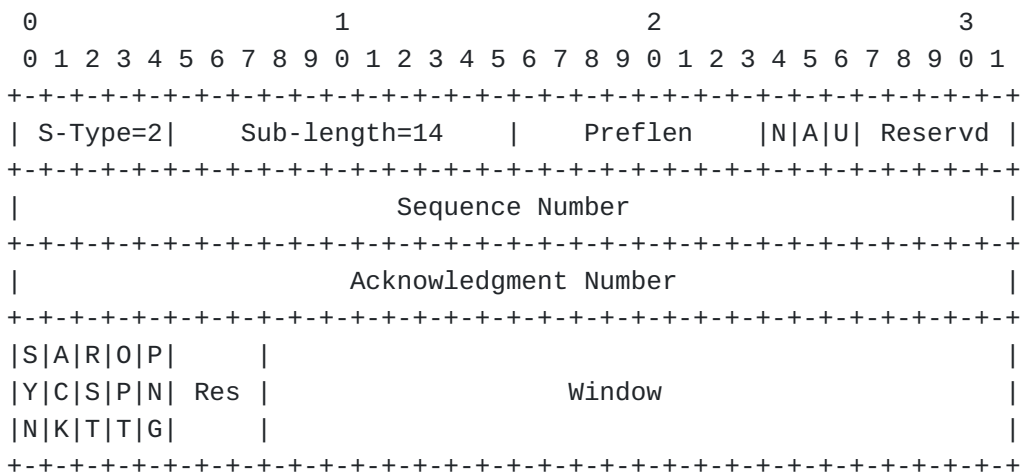 0                   1                   2                   3
 0 1 2 3 4 5 6 7 8 9 0 1 2 3 4 5 6 7 8 9 0 1 2 3 4 5 6 7 8 9 0 1
+-+-+-+-+-+-+-+-+-+-+-+-+-+-+-+-+-+-+-+-+-+-+-+-+-+-+-+-+-+-+-+-+
| S-Type=2|    Sub-length=14    |    Preflen    |N|A|U| Reservd |
+-+-+-+-+-+-+-+-+-+-+-+-+-+-+-+-+-+-+-+-+-+-+-+-+-+-+-+-+-+-+-+-+
|                        Sequence Number                        |
+-+-+-+-+-+-+-+-+-+-+-+-+-+-+-+-+-+-+-+-+-+-+-+-+-+-+-+-+-+-+-+-+
|                     Acknowledgment Number                     |
+-+-+-+-+-+-+-+-+-+-+-+-+-+-+-+-+-+-+-+-+-+-+-+-+-+-+-+-+-+-+-+-+
|S|A|R|O|P|     |                                               |
|Y|C|S|P|N| Res |                   Window                      |
|N|K|T|T|G|     |                                               |
+-+-+-+-+-+-+-+-+-+-+-+-+-+-+-+-+-+-+-+-+-+-+-+-+-+-+-+-+-+-+-+-+